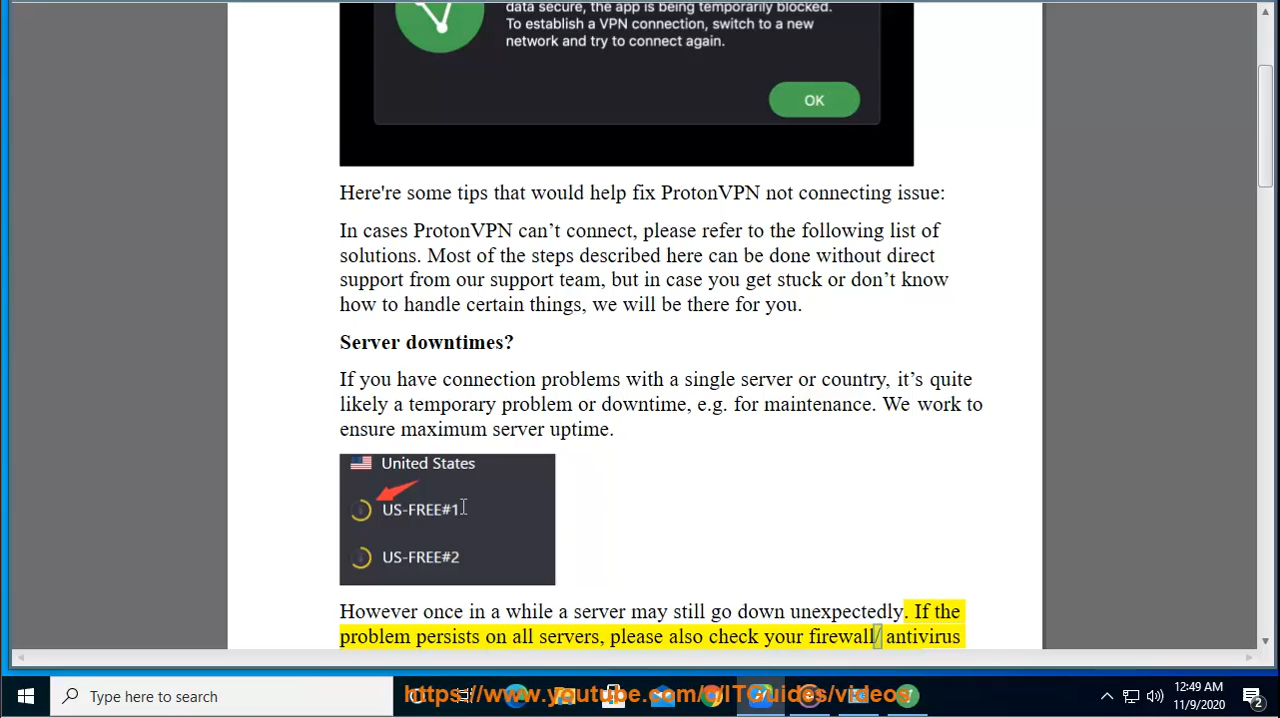 data secure, the app is being temporarily blocked.
To establish a VPN connection, switch to a new
network and try to connect again.
OK
Here're some tips that would help fix ProtonVPN not connecting issue:
In cases ProtonVPN can’t connect, please refer to the following list of
solutions. Most of the steps described here can be done without direct
support from our support team, but in case you get stuck or don’t know
how to handle certain things, we will be there for you.
Server downtimes?
If you have connection problems with a single server or country, it’s quite
likely a temporary problem or downtime, e.g. for maintenance. We work to
ensure maximum server uptime.
United States
US-FREE#1
US-FREE#2
However once in a while a server may still go down unexpectedly. If the
problem persists on all servers, please also check your firewall/ antivirus
Type here to search
https://www.youtube.com/c/ITGuides/videos
12:49 AM
11/9/2020
2